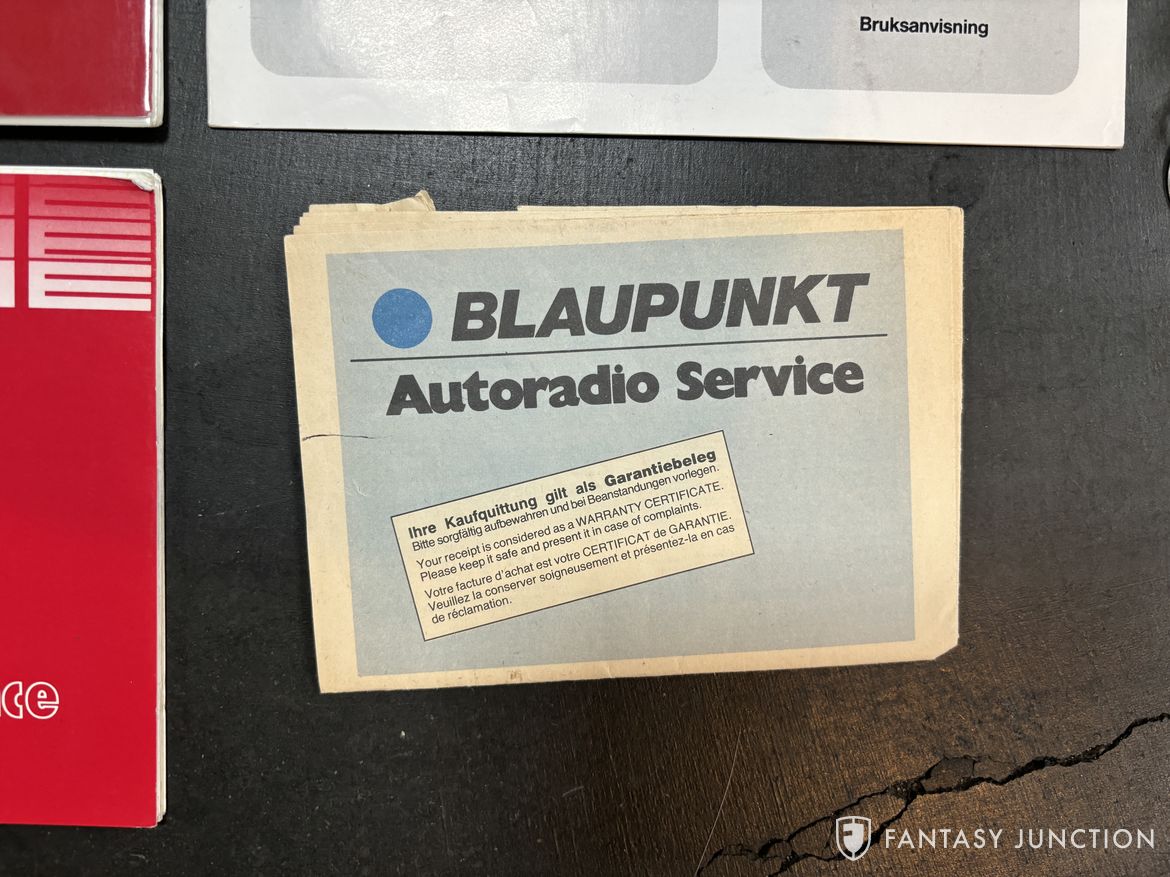 Bruksanvisning
BLAUPUNKT
Autoradio Service
Ihre Kaufquittung gilt als Garantiebeleg
Bitte sorgfältig aufbewahren und bei Beanstandungen vorlegen.
Your receipt is considered as a WARRANTY CERTIFICATE.
Please keep it safe and present it in case of complaints.
Votre facture d'achat est votre CERTIFICAT de GARANTIE.
Veuillez la conserver soigneusement et présentez-la en cas
de réclamation.
ce
FANTASY JUNCTION